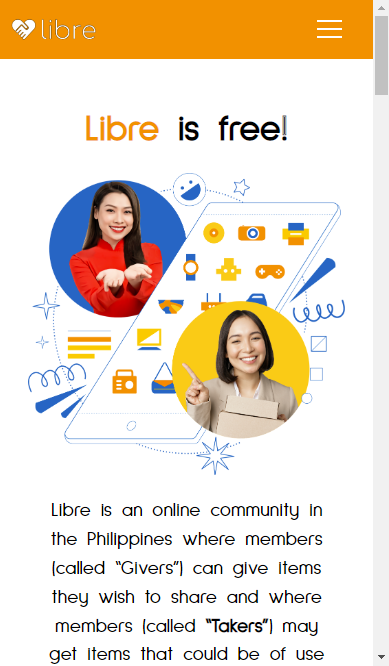 libre
Libre is free!
Libre is an online community in
the Philippines where members
(called “Givers”) can give items
they wish to share and where
members (called “Takers”) may
get items that could be of use